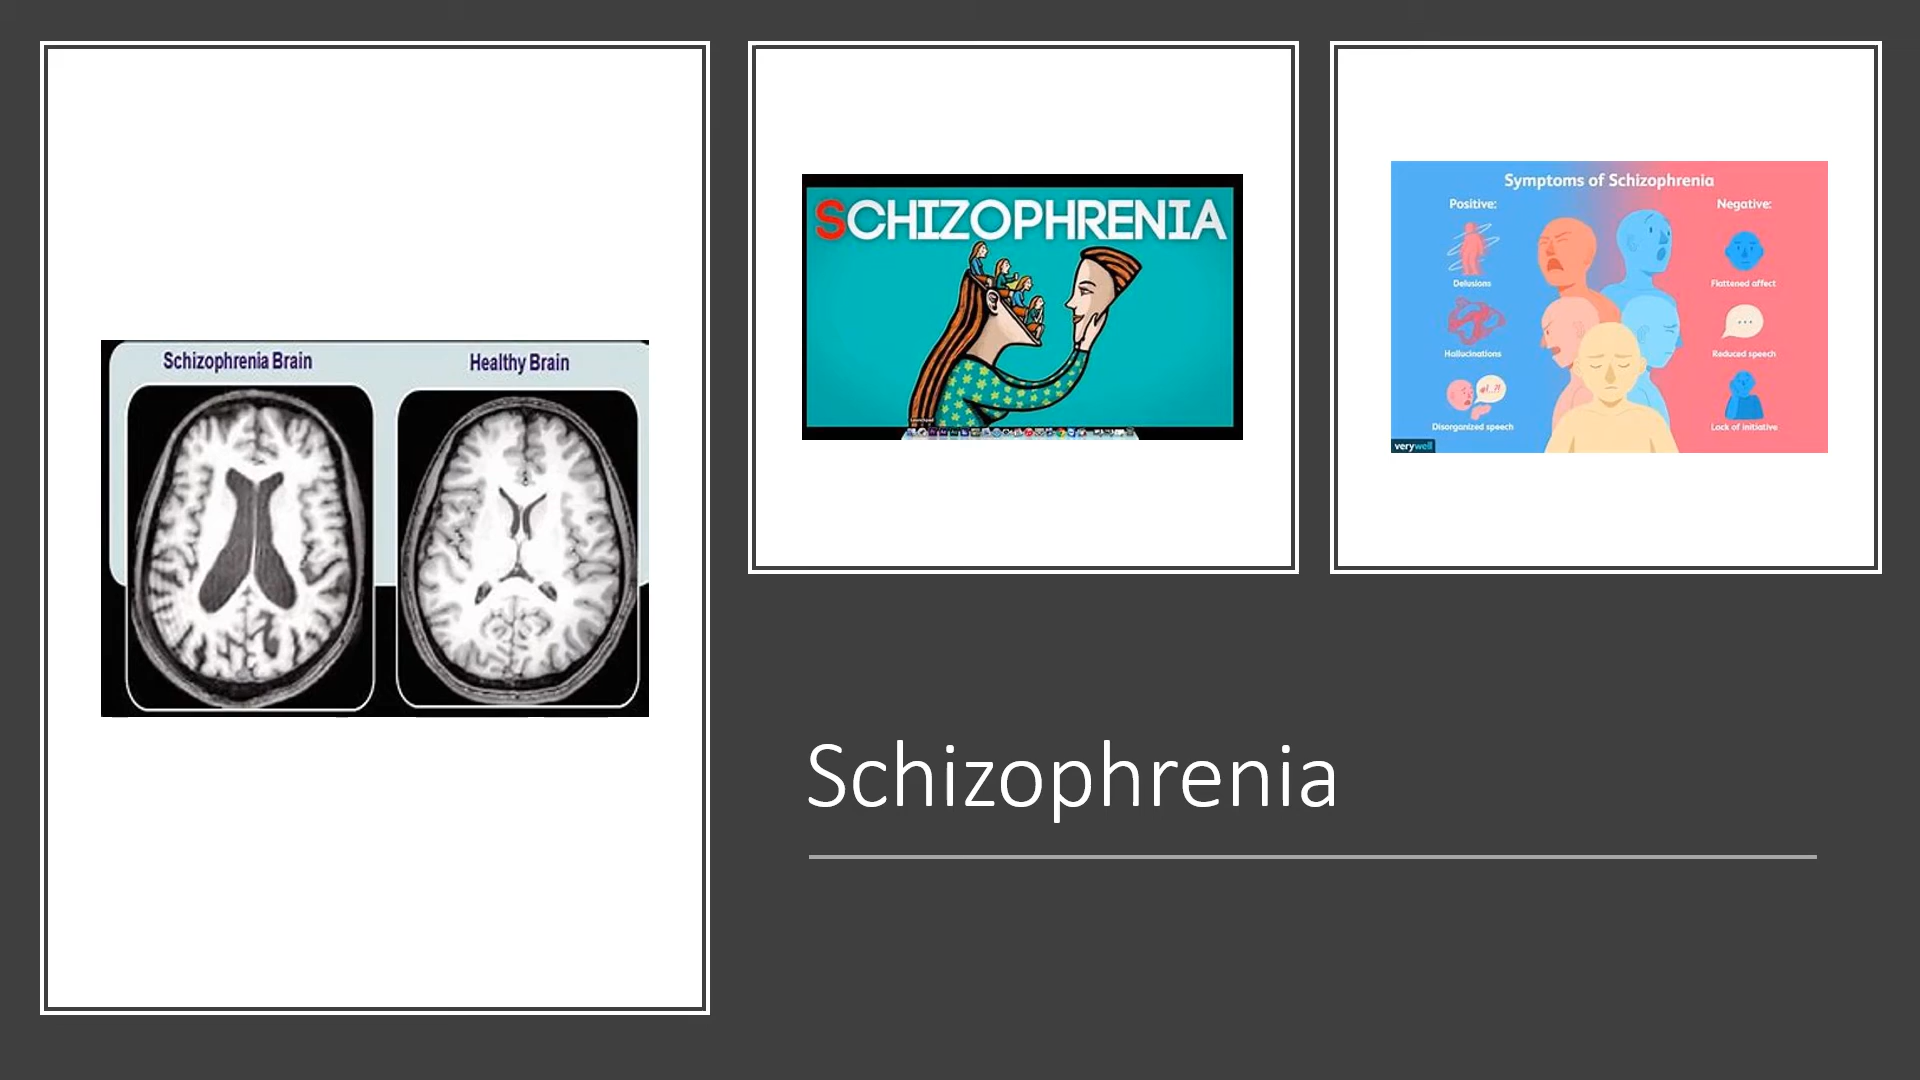 Schizophrenia Brain
Healthy Brain
SCHIZOPHRENIA
Symptoms of Schizophrenia
Positive:
Negative:
Delusions
Flattened affect
Hallucinations
Reduced speech
#!..?!
Disorganized speech
Lack of initiative
verywell
Schizophrenia